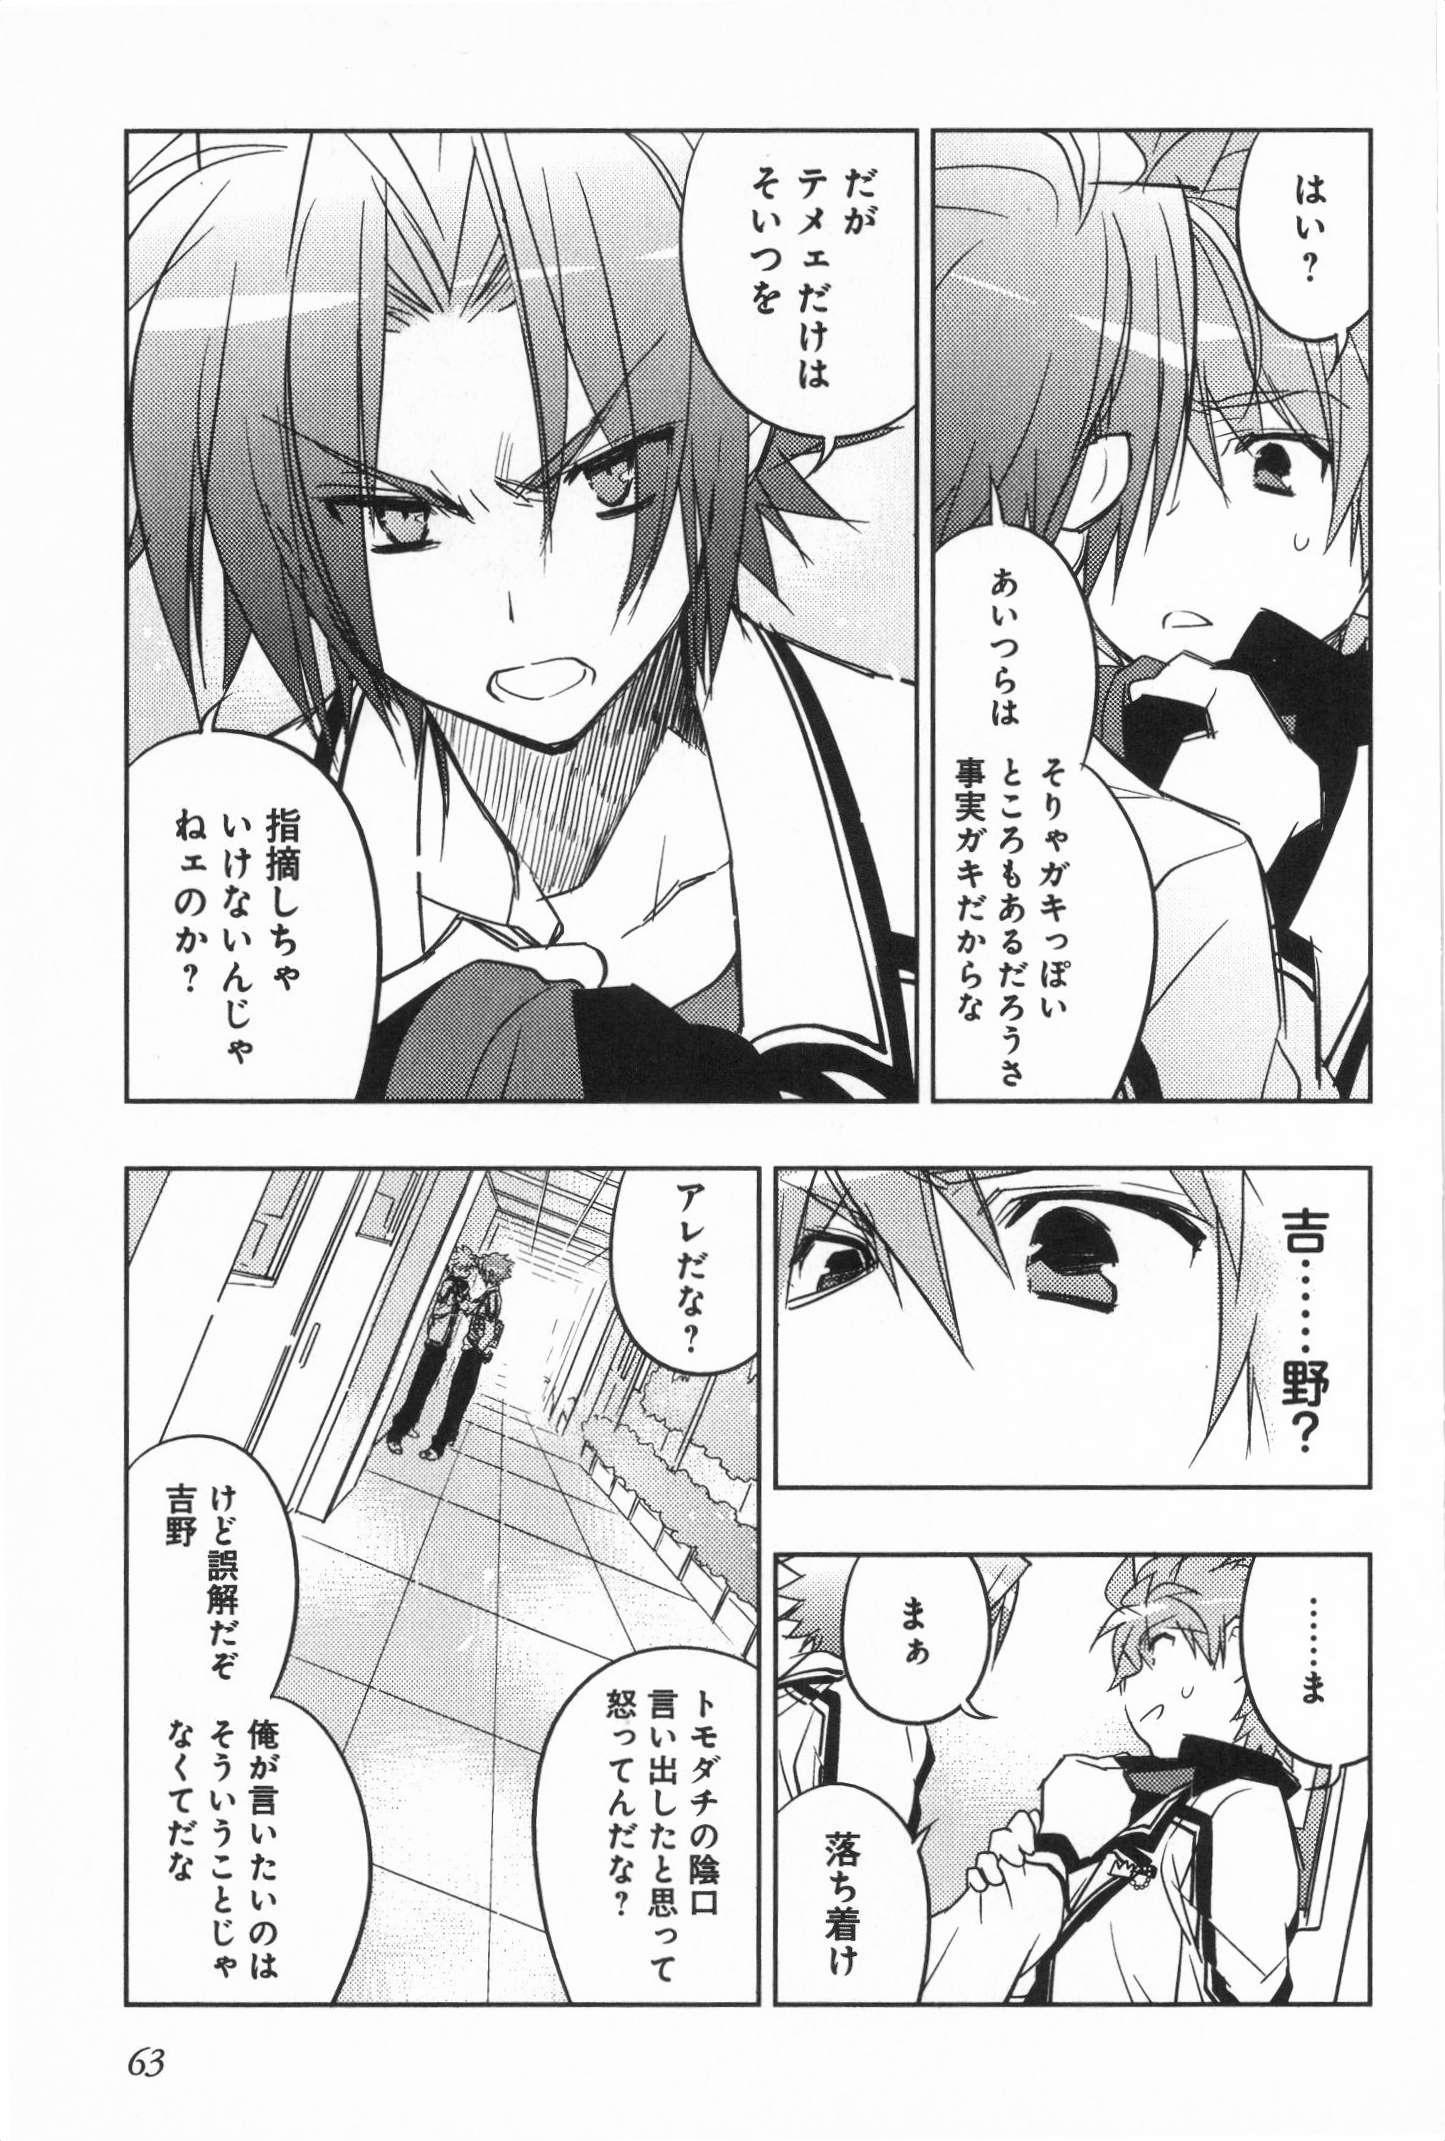 はい?
あいつらは
そりゃガキっぽい
ところもあるだろうさ
事実ガキだからな
だが
テメェだけは
そいつを
指摘しちゃ
いけないんじゃ
ねェのか?
吉……野?
……ま
まぁ
落ち着け
アレだな?
トモダチの陰口
言い出したと思って
怒ってんだな?
けど誤解だぞ
吉野
俺が言いたいのは
そういうことじゃ
なくてだな
63